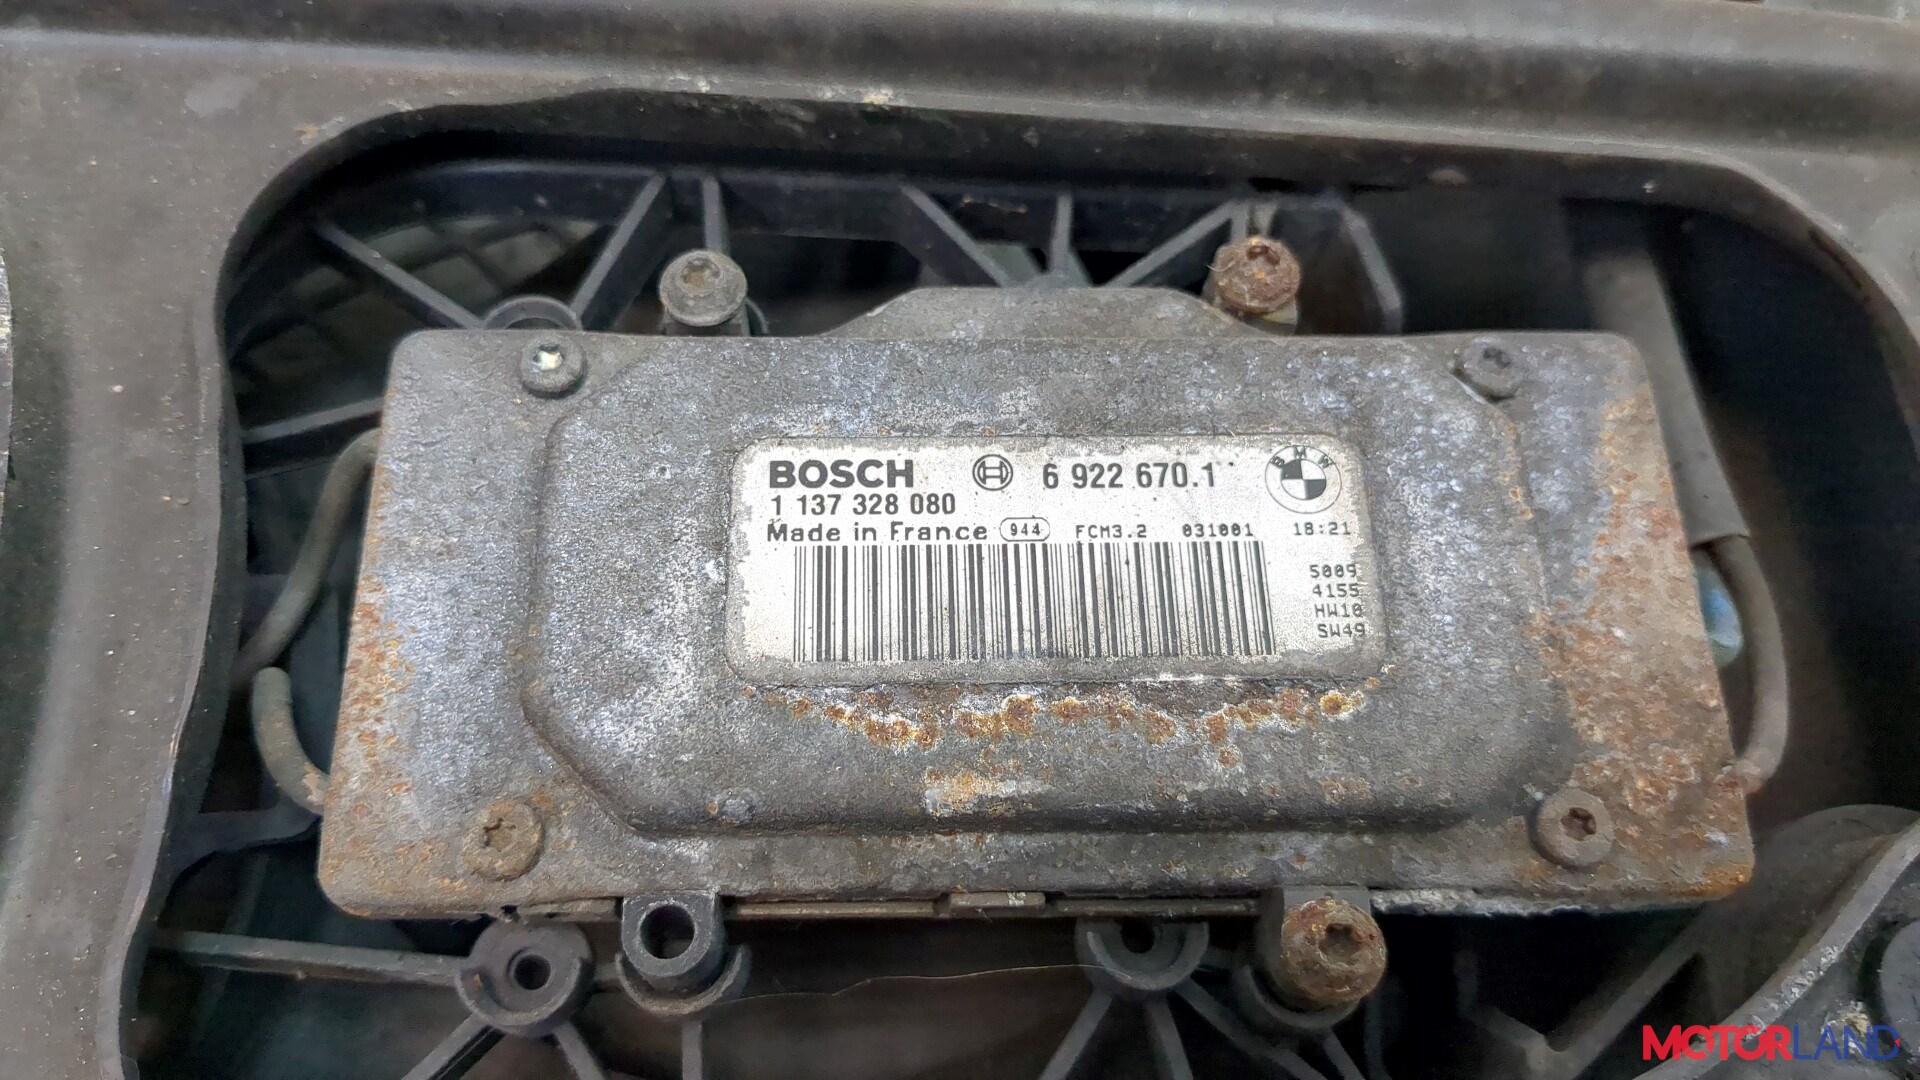 BOSCH 6 922 670.1 BMW
1 137 328 080
Made in France 944 FCM3.2 031001 18:21
5009
4155
HW10
SW49
MOTORLAND